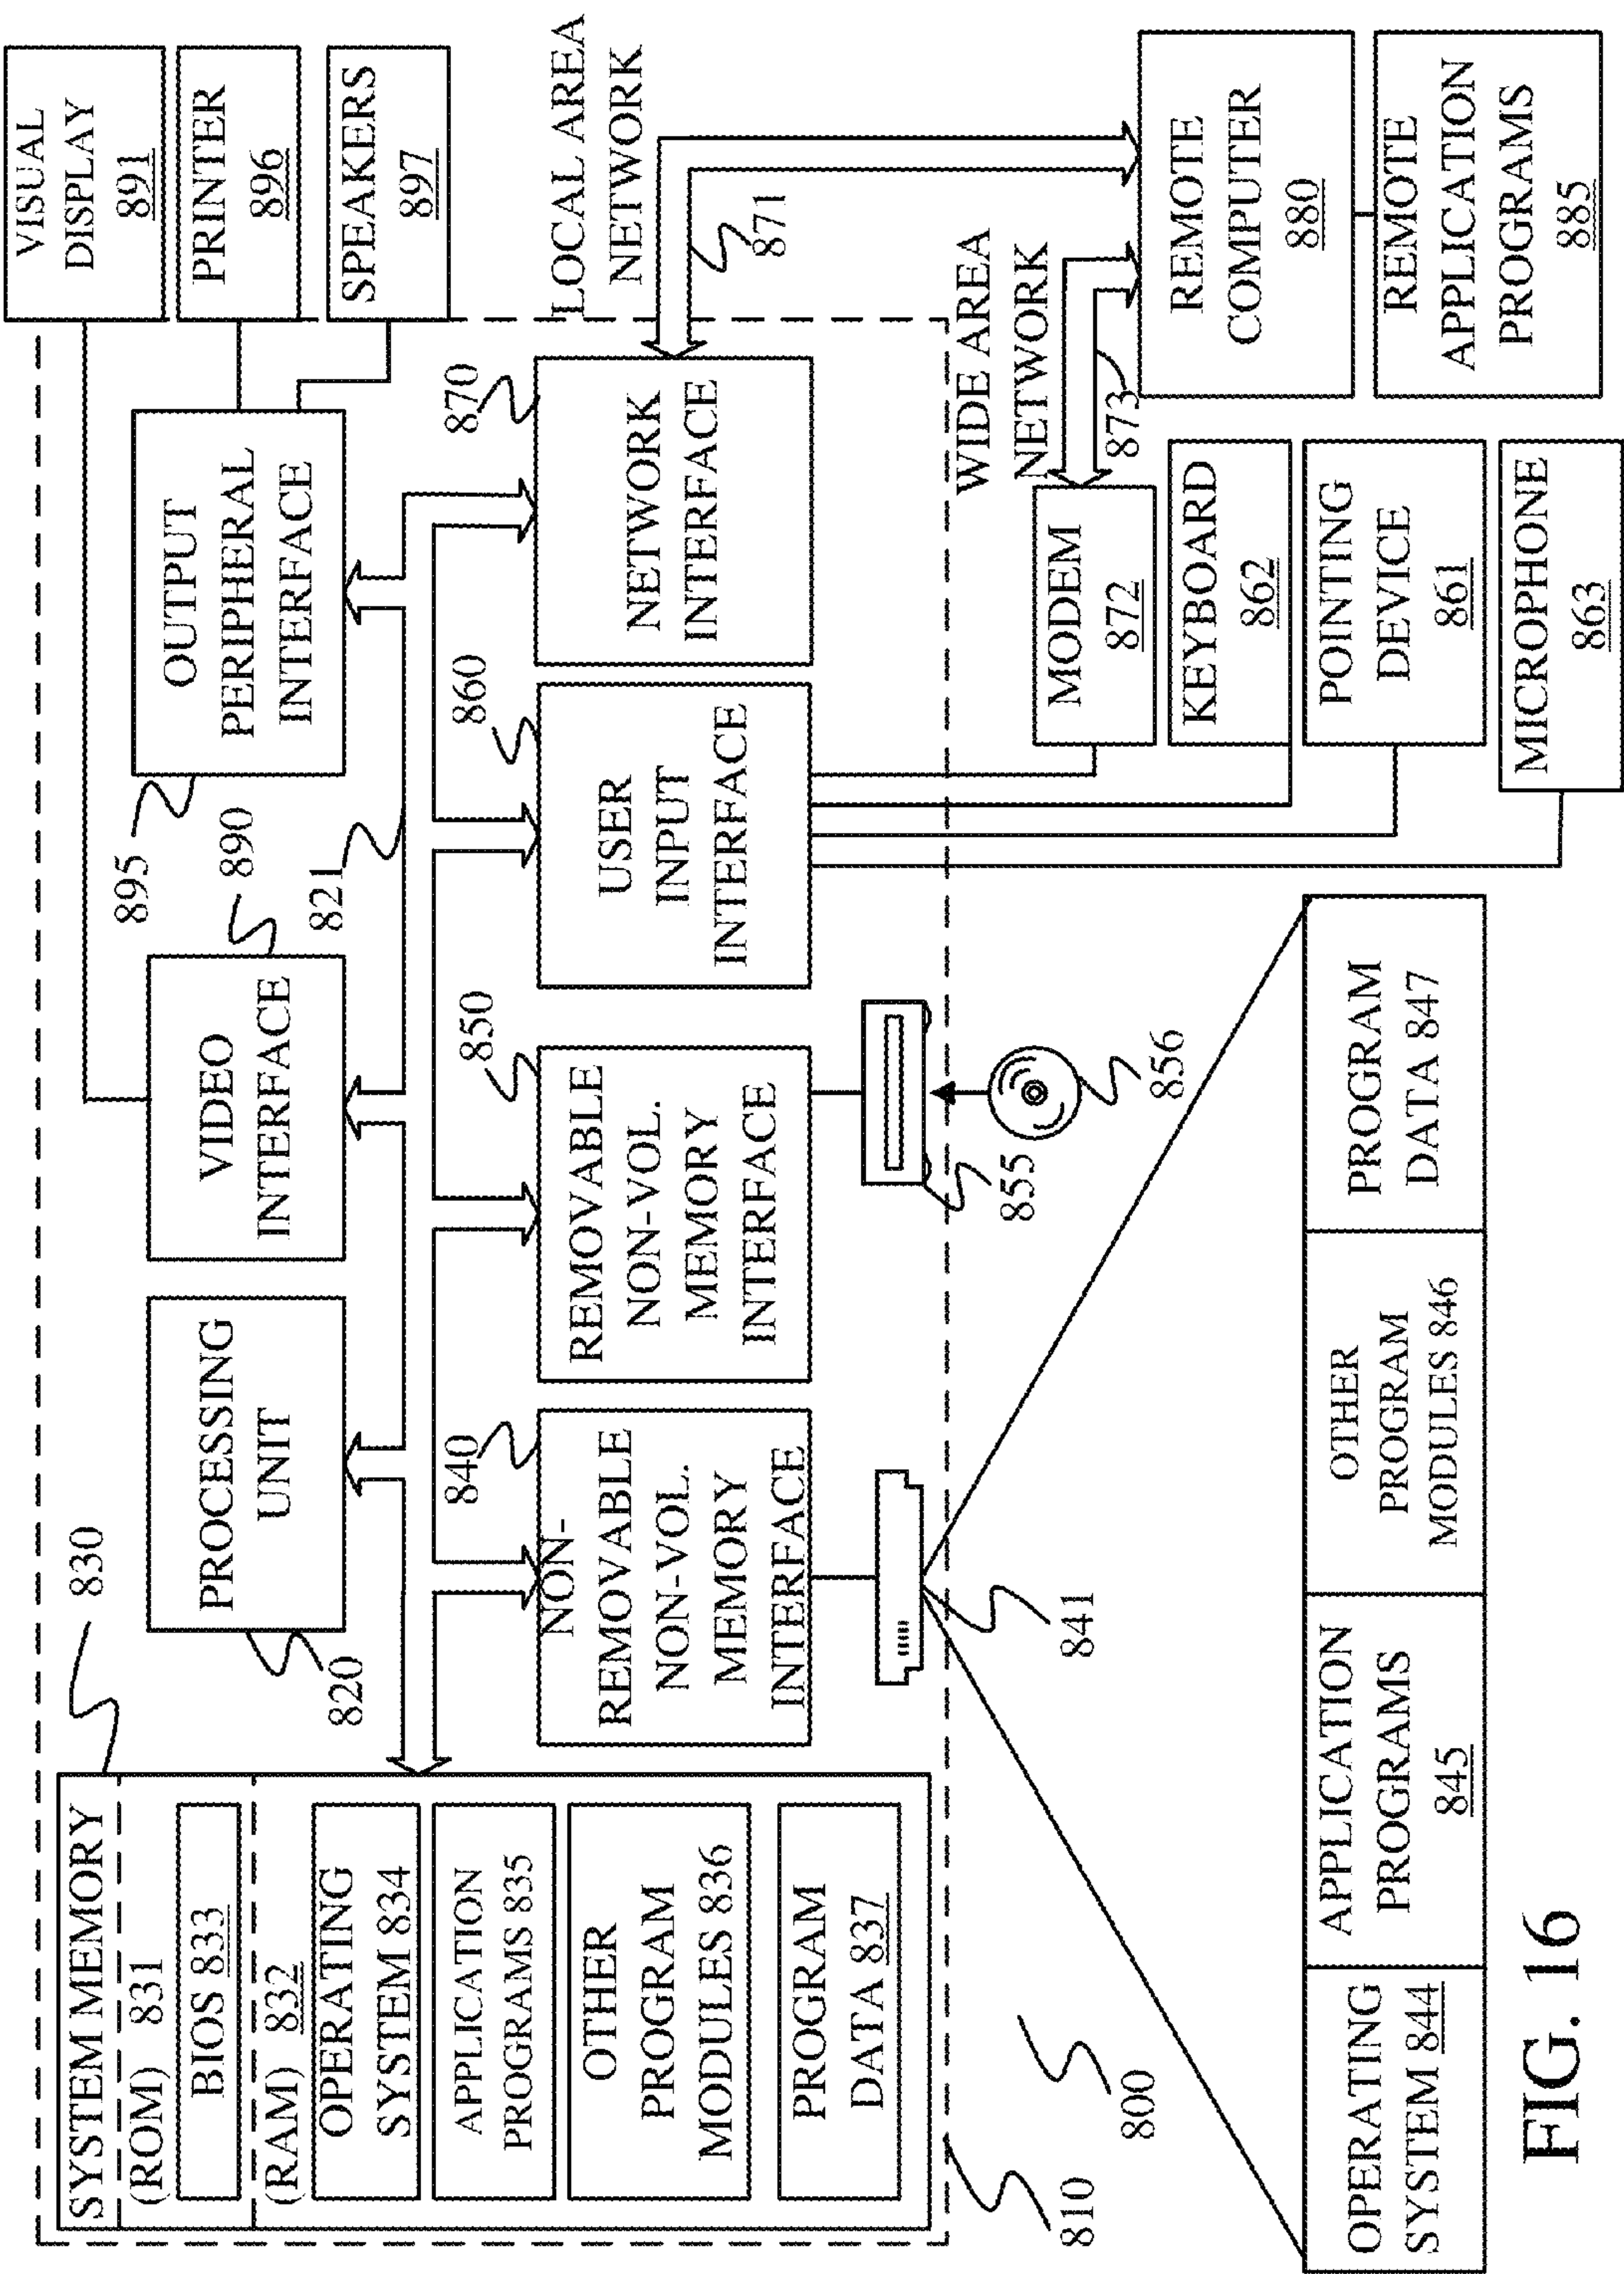 SYSTEM MEMORY
(ROM) 831
BIOS 833
(RAM) 832
OPERATING
SYSTEM 834
APPLICATION
PROGRAMS 835
OTHER
PROGRAM
MODULES 836
PROGRAM
DATA 837
830
820
PROCESSING
UNIT
VIDEO
INTERFACE
890
821
895
OUTPUT
PERIPHERAL
INTERFACE
VISUAL
DISPLAY
891
PRINTER
896
SPEAKERS
897
840
NON-
REMOVABLE
NON-VOL.
MEMORY
INTERFACE
850
REMOVABLE
NON-VOL.
MEMORY
INTERFACE
860
USER
INPUT
INTERFACE
870
NETWORK
INTERFACE
LOCAL AREA
NETWORK
871
841
855
856
WIDE AREA
NETWORK
873
MODEM
872
KEYBOARD
862
POINTING
DEVICE
861
MICROPHONE
863
REMOTE
COMPUTER
880
REMOTE
APPLICATION
PROGRAMS
885
810
800
OPERATING
SYSTEM 844
APPLICATION
PROGRAMS
845
OTHER
PROGRAM
MODULES 846
PROGRAM
DATA 847
FIG. 16